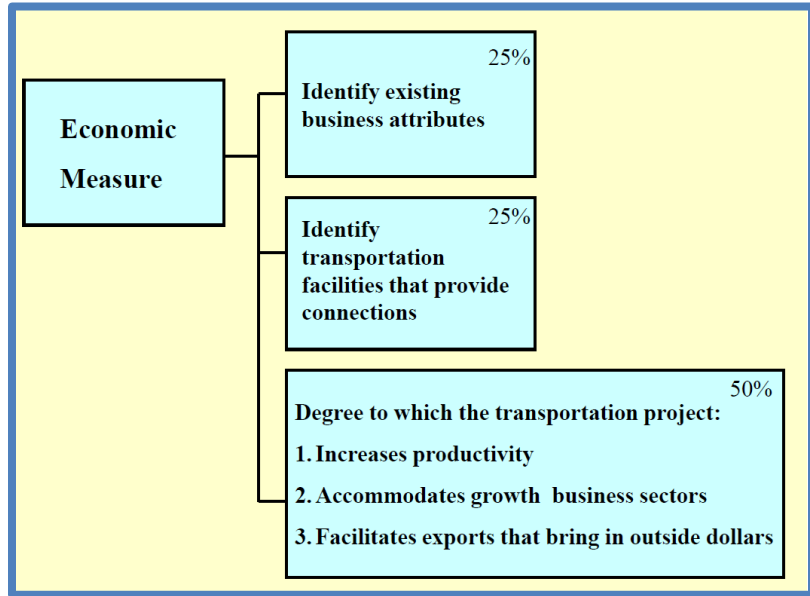 Economic
Measure
25%
Identify existing
business attributes
25%
Identify
transportation
facilities that provide
connections
50%
Degree to which the transportation project:
1. Increases productivity
2. Accommodates growth business sectors
3. Facilitates exports that bring in outside dollars